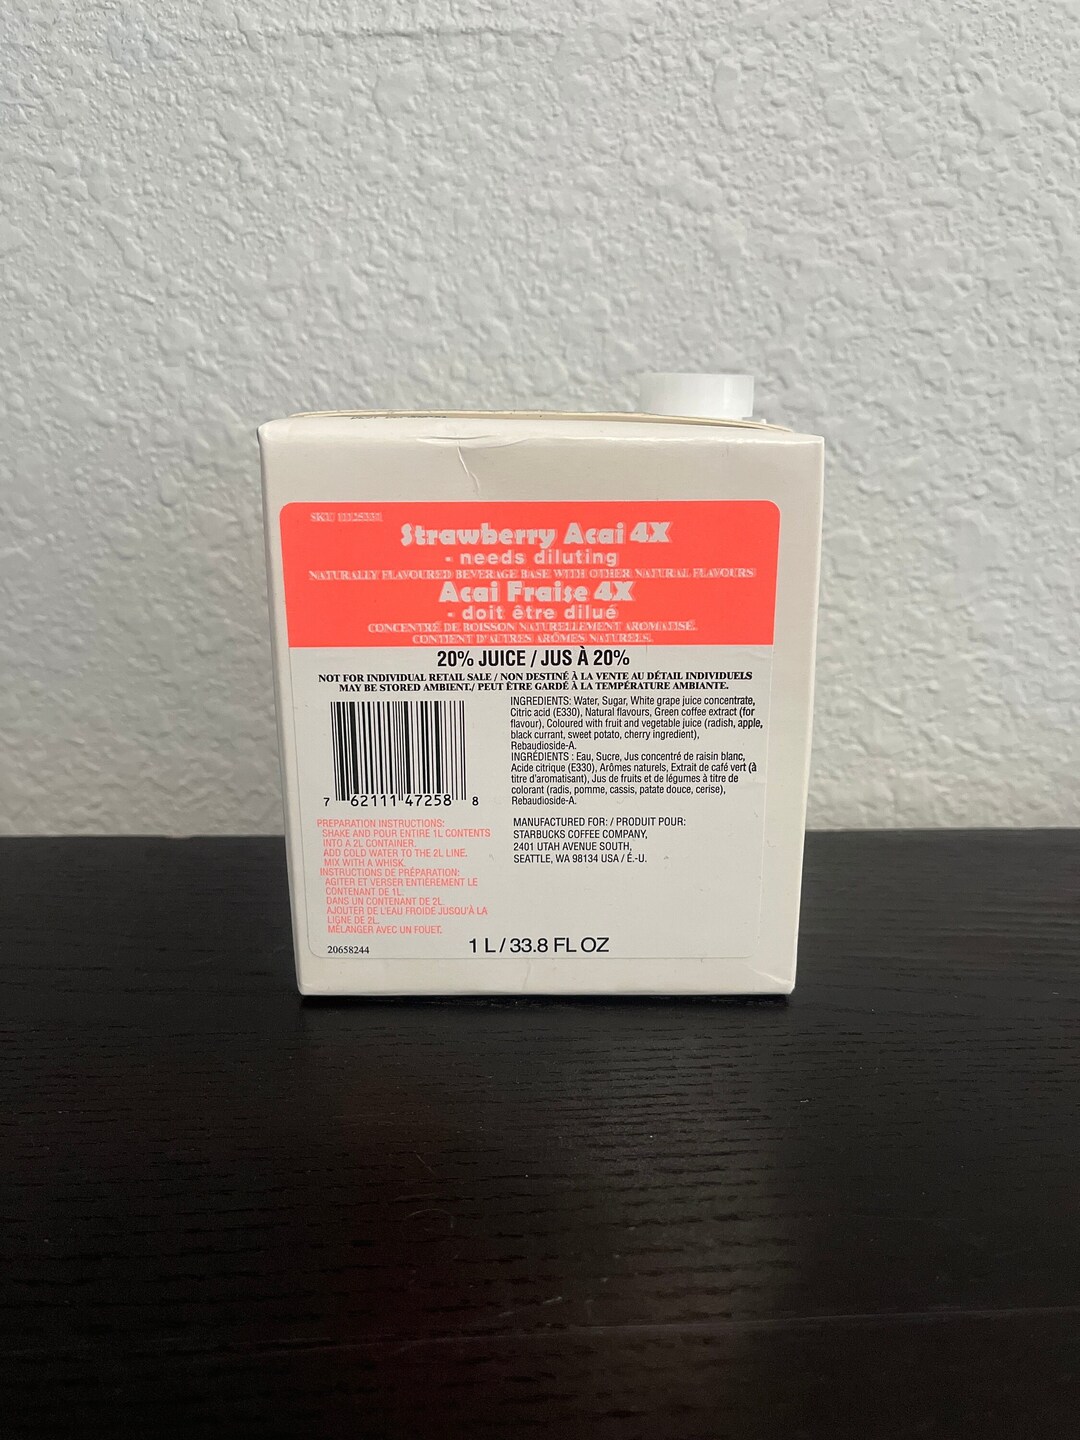 SKU 11125331
Strawberry Acai 4X
- needs diluting
NATURALLY FLAVOURED BEVERAGE BASE WITH OTHER NATURAL FLAVOURS
Acai Fraise 4X
- doit être dilué
CONCENTRÉ DE BOISSON NATURELLEMENT AROMATISÉ.
CONTIENT D'AUTRES ARÔMES NATURELS.
20% JUICE / JUS À 20%
NOT FOR INDIVIDUAL RETAIL SALE / NON DESTINÉ À LA VENTE AU DÉTAIL INDIVIDUELS
MAY BE STORED AMBIENT./ PEUT ÊTRE GARDÉ À LA TEMPÉRATURE AMBIANTE.
7 62111 47258 8
PREPARATION INSTRUCTIONS:
SHAKE AND POUR ENTIRE 1L CONTENTS
INTO A 2L CONTAINER.
ADD COLD WATER TO THE 2L LINE.
MIX WITH A WHISK.
INSTRUCTIONS DE PRÉPARATION:
AGITER ET VERSER ENTIÈREMENT LE
CONTENANT DE 1L
DANS UN CONTENANT DE 2L.
AJOUTER DE L'EAU FROIDE JUSQU'À LA
LIGNE DE 2L.
MÉLANGER AVEC UN FOUET.
20658244
INGREDIENTS: Water, Sugar, White grape juice concentrate,
Citric acid (E330), Natural flavours, Green coffee extract (for
flavour), Coloured with fruit and vegetable juice (radish, apple,
black currant, sweet potato, cherry ingredient),
Rebaudioside-A.
INGRÉDIENTS : Eau, Sucre, Jus concentré de raisin blanc,
Acide citrique (E330), Arômes naturels, Extrait de café vert (à
titre d'aromatisant), Jus de fruits et de légumes à titre de
colorant (radis, pomme, cassis, patate douce, cerise),
Rebaudioside-A.
MANUFACTURED FOR: / PRODUIT POUR:
STARBUCKS COFFEE COMPANY,
2401 UTAH AVENUE SOUTH,
SEATTLE, WA 98134 USA / É.-U.
1 L / 33.8 FL OZ